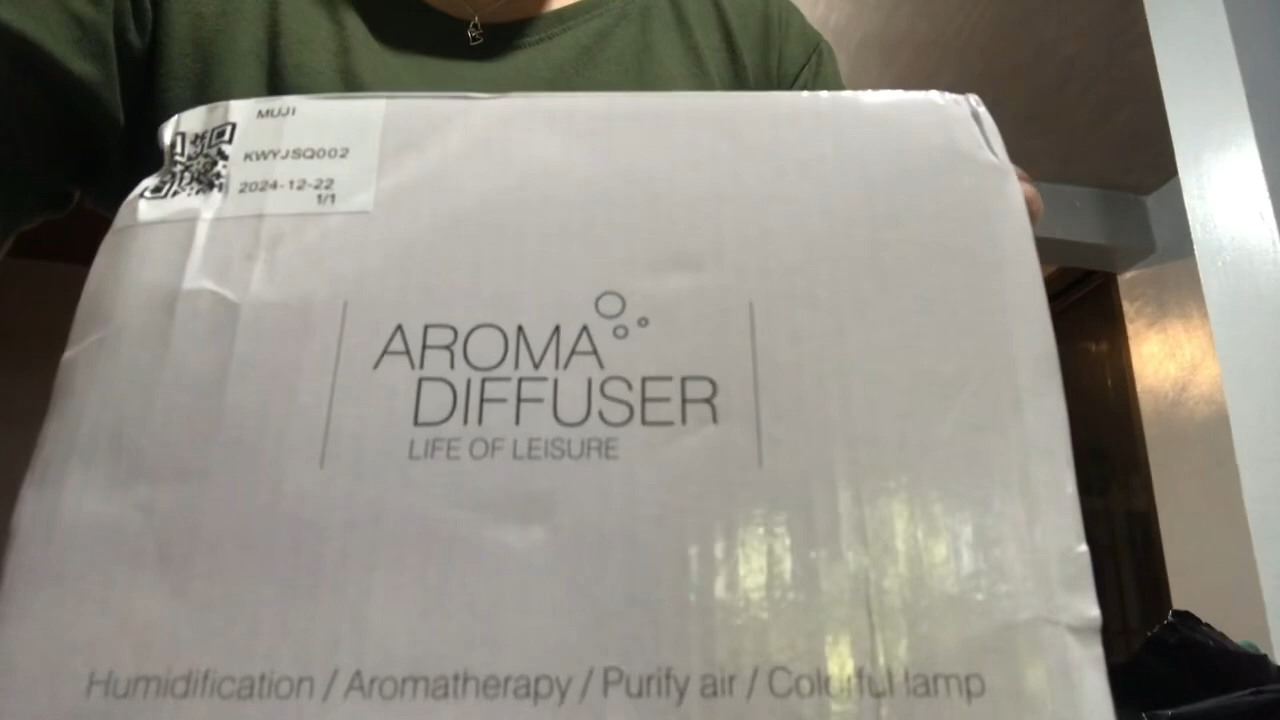 MUJI
KWYJSQ002
2024-12-22
1/1
AROMA
DIFFUSER
LIFE OF LEISURE
Humidification / Aromatherapy / Purify air / Colorful lamp